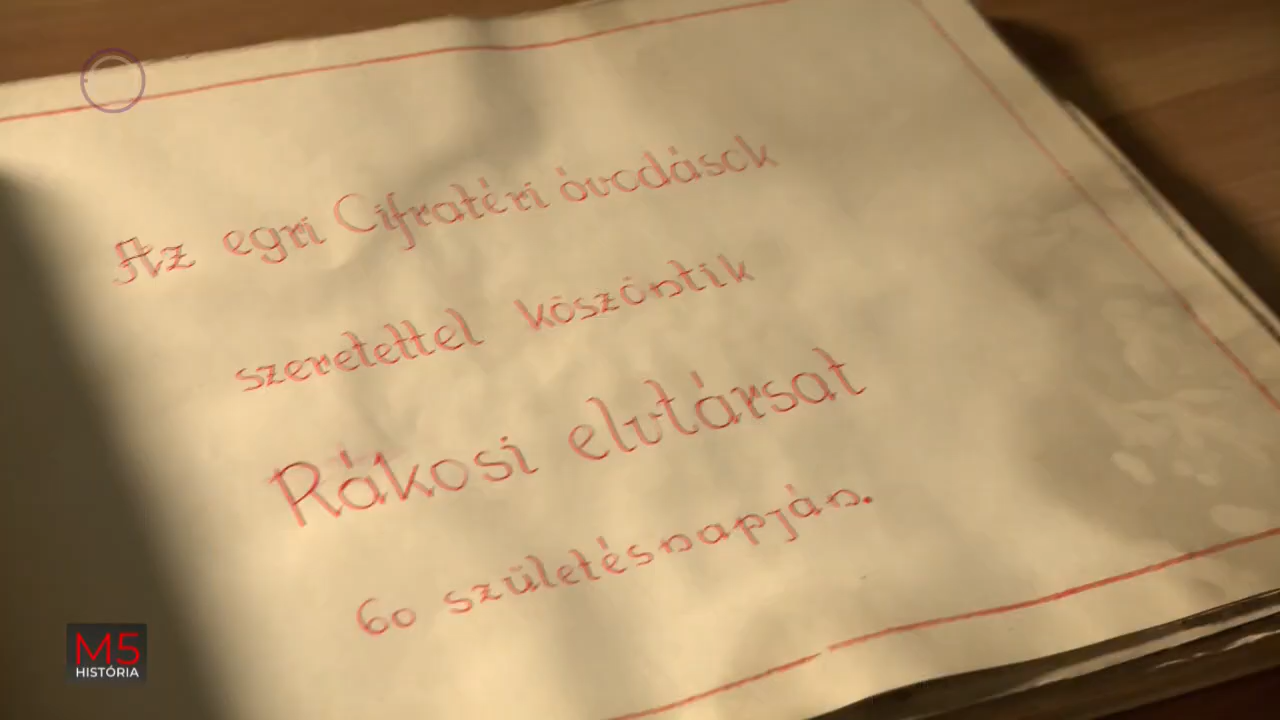 Az egri Cifratéri óvodások
szeretettel köszöntik
Rákosi elvtársat
60 születésnapján.
M5
HISTÓRIA